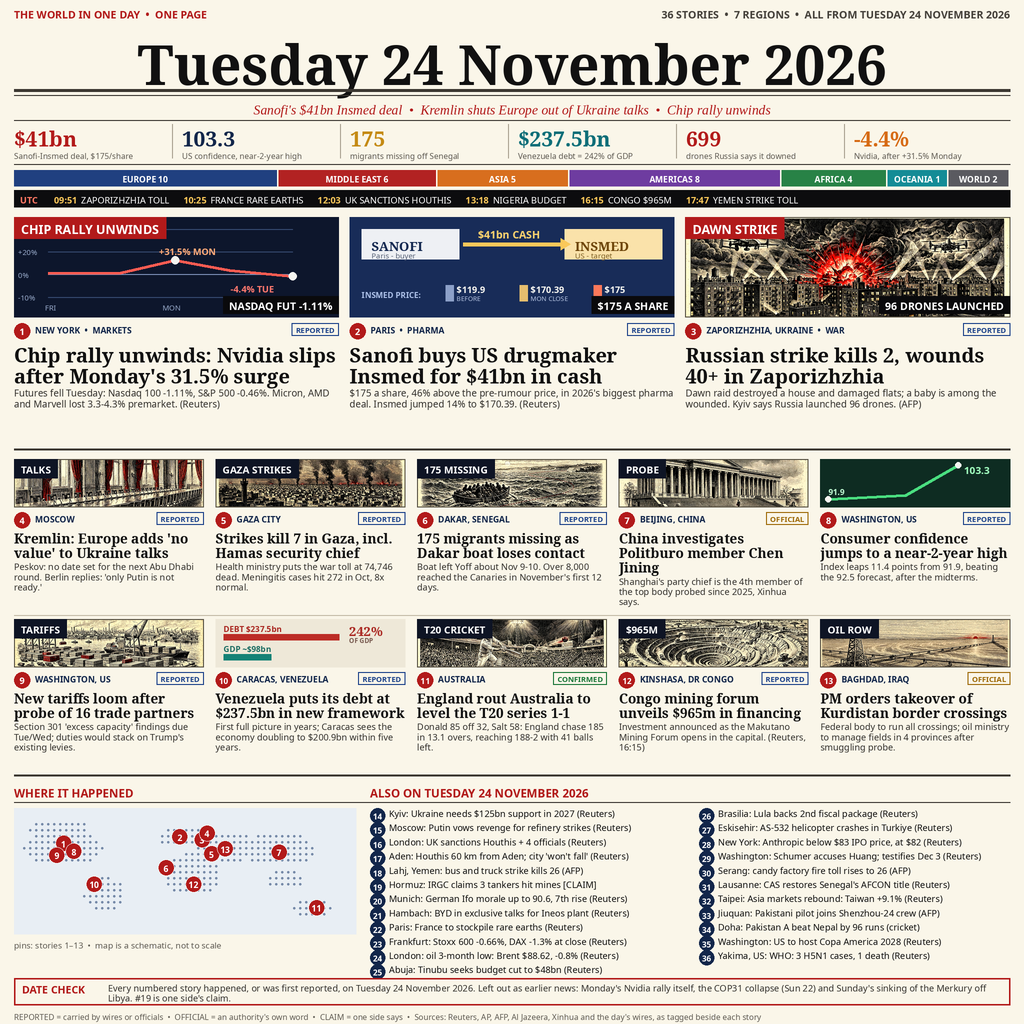 THE WORLD IN ONE DAY • ONE PAGE
36 STORIES • 7 REGIONS • ALL FROM TUESDAY 24 NOVEMBER 2026
Tuesday 24 November 2026
Sanofi's $41bn Insmed deal • Kremlin shuts Europe out of Ukraine talks • Chip rally unwinds
$41bn
Sanofi-Insmed deal, $175/share
103.3
US confidence, near-2-year high
175
migrants missing off Senegal
$237.5bn
Venezuela debt = 242% of GDP
699
drones Russia says it downed
-4.4%
Nvidia, after +31.5% Monday
EUROPE 10
MIDDLE EAST 6
ASIA 5
AMERICAS 8
AFRICA 4
OCEANIA 1
WORLD 2
UTC 09:51 ZAPORIZHZHIA TOLL 10:25 FRANCE RARE EARTHS 12:03 UK SANCTIONS HOUTHIS 13:18 NIGERIA BUDGET 16:15 CONGO $965M 17:47 YEMEN STRIKE TOLL
CHIP RALLY UNWINDS
+20%
0%
-10%
+31.5% MON
-4.4% TUE
FRI
MON
NASDAQ FUT -1.11%
1 NEW YORK • MARKETS
REPORTED
Chip rally unwinds: Nvidia slips
after Monday's 31.5% surge
Futures fell Tuesday: Nasdaq 100 -1.11%, S&P 500 -0.46%. Micron, AMD
and Marvell lost 3.3-4.3% premarket. (Reuters)
SANOFI
Paris - buyer
$41bn CASH
INSMED
US - target
INSMED PRICE:
$119.9
BEFORE
$170.39
MON CLOSE
$175
$175 A SHARE
2 PARIS • PHARMA
REPORTED
Sanofi buys US drugmaker
Insmed for $41bn in cash
$175 a share, 46% above the pre-rumour price, in 2026's biggest pharma
deal. Insmed jumped 14% to $170.39. (Reuters)
DAWN STRIKE
96 DRONES LAUNCHED
3 ZAPORIZHZHIA, UKRAINE • WAR
REPORTED
Russian strike kills 2, wounds
40+ in Zaporizhzhia
Dawn raid destroyed a house and damaged flats; a baby is among the
wounded. Kyiv says Russia launched 96 drones. (AFP)
TALKS
4 MOSCOW
REPORTED
Kremlin: Europe adds 'no
value' to Ukraine talks
Peskov: no date set for the next Abu Dhabi
round. Berlin replies: 'only Putin is not
ready.'
GAZA STRIKES
5 GAZA CITY
REPORTED
Strikes kill 7 in Gaza, incl.
Hamas security chief
Health ministry puts the war toll at 74,746
dead. Meningitis cases hit 272 in Oct, 8x
normal.
175 MISSING
6 DAKAR, SENEGAL
REPORTED
175 migrants missing as
Dakar boat loses contact
Boat left Yoff about Nov 9-10. Over 8,000
reached the Canaries in November's first 12
days.
PROBE
7 BEIJING, CHINA
OFFICIAL
China investigates
Politburo member Chen
Jining
Shanghai's party chief is the 4th member of
the top body probed since 2025, Xinhua
says.
91.9
103.3
8 WASHINGTON, US
REPORTED
Consumer confidence
jumps to a near-2-year high
Index leaps 11.4 points from 91.9, beating
the 92.5 forecast, after the midterms.
TARIFFS
9 WASHINGTON, US
REPORTED
New tariffs loom after
probe of 16 trade partners
Section 301 'excess capacity' findings due
Tue/Wed; duties would stack on Trump's
existing levies.
DEBT $237.5bn
GDP ~$98bn
242%
OF GDP
10 CARACAS, VENEZUELA
REPORTED
Venezuela puts its debt at
$237.5bn in new framework
First full picture in years; Caracas sees the
economy doubling to $200.9bn within five
years.
T20 CRICKET
11 AUSTRALIA
CONFIRMED
England rout Australia to
level the T20 series 1-1
Donald 85 off 32, Salt 58: England chase 185
in 13.1 overs, reaching 188-2 with 41 balls
left.
$965M
12 KINSHASA, DR CONGO
REPORTED
Congo mining forum
unveils $965m in financing
Investment announced as the Makutano
Mining Forum opens in the capital. (Reuters,
16:15)
OIL ROW
13 BAGHDAD, IRAQ
OFFICIAL
PM orders takeover of
Kurdistan border crossings
Federal body to run all crossings; oil ministry
to manage fields in 4 provinces after
smuggling probe.
WHERE IT HAPPENED
1
2
3
4
5
6
7
8
9
10
11
12
13
pins: stories 1–13 • map is a schematic, not to scale
ALSO ON TUESDAY 24 NOVEMBER 2026
14 Kyiv: Ukraine needs $125bn support in 2027 (Reuters)
15 Moscow: Putin vows revenge for refinery strikes (Reuters)
16 London: UK sanctions Houthis + 4 officials (Reuters)
17 Aden: Houthis 60 km from Aden; city 'won't fall' (Reuters)
18 Lahj, Yemen: bus and truck strike kills 26 (AFP)
19 Hormuz: IRGC claims 3 tankers hit mines [CLAIM]
20 Munich: German Ifo morale up to 90.6, 7th rise (Reuters)
21 Hambach: BYD in exclusive talks for Ineos plant (Reuters)
22 Paris: France to stockpile rare earths (Reuters)
23 Frankfurt: Stoxx 600 -0.66%, DAX -1.3% at close (Reuters)
24 London: oil 3-month low: Brent $88.62, -0.8% (Reuters)
25 Abuja: Tinubu seeks budget cut to $48bn (Reuters)
26 Brasilia: Lula backs 2nd fiscal package (Reuters)
27 Eskisehir: AS-532 helicopter crashes in Turkiye (Reuters)
28 New York: Anthropic below $83 IPO price, at $82 (Reuters)
29 Washington: Schumer accuses Huang; testifies Dec 3 (Reuters)
30 Serang: candy factory fire toll rises to 26 (AFP)
31 Lausanne: CAS restores Senegal's AFCON title (Reuters)
32 Taipei: Asia markets rebound: Taiwan +9.1% (Reuters)
33 Jiuquan: Pakistani pilot joins Shenzhou-24 crew (AFP)
34 Doha: Pakistan A beat Nepal by 96 runs (cricket)
35 Washington: US to host Copa America 2028 (Reuters)
36 Yakima, US: WHO: 3 H5N1 cases, 1 death (Reuters)
DATE CHECK
Every numbered story happened, or was first reported, on Tuesday 24 November 2026. Left out as earlier news: Monday's Nvidia rally itself, the COP31 collapse (Sun 22) and Sunday's sinking of the Merkury off
Libya. #19 is one side's claim.
REPORTED = carried by wires or officials • OFFICIAL = an authority's own word • CLAIM = one side says • Sources: Reuters, AP, AFP, Al Jazeera, Xinhua and the day's wires, as tagged beside each story